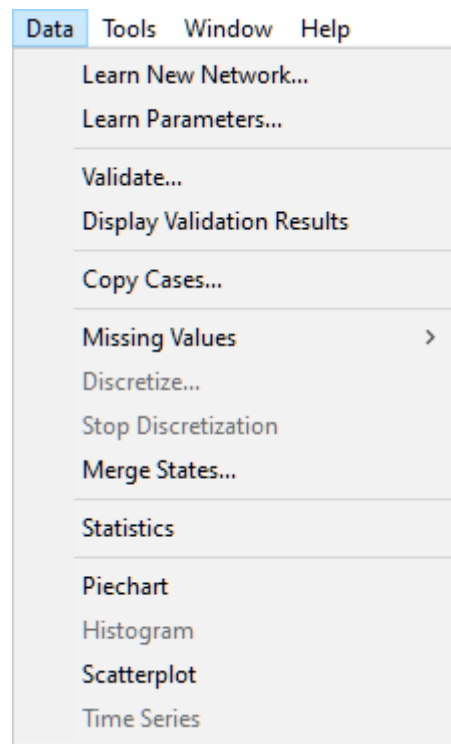 Data Tools Window Help
Learn New Network...
Learn Parameters...
Validate...
Display Validation Results
Copy Cases...
Missing Values
Discretize...
Stop Discretization
Merge States...
Statistics
Piechart
Histogram
Scatterplot
Time Series